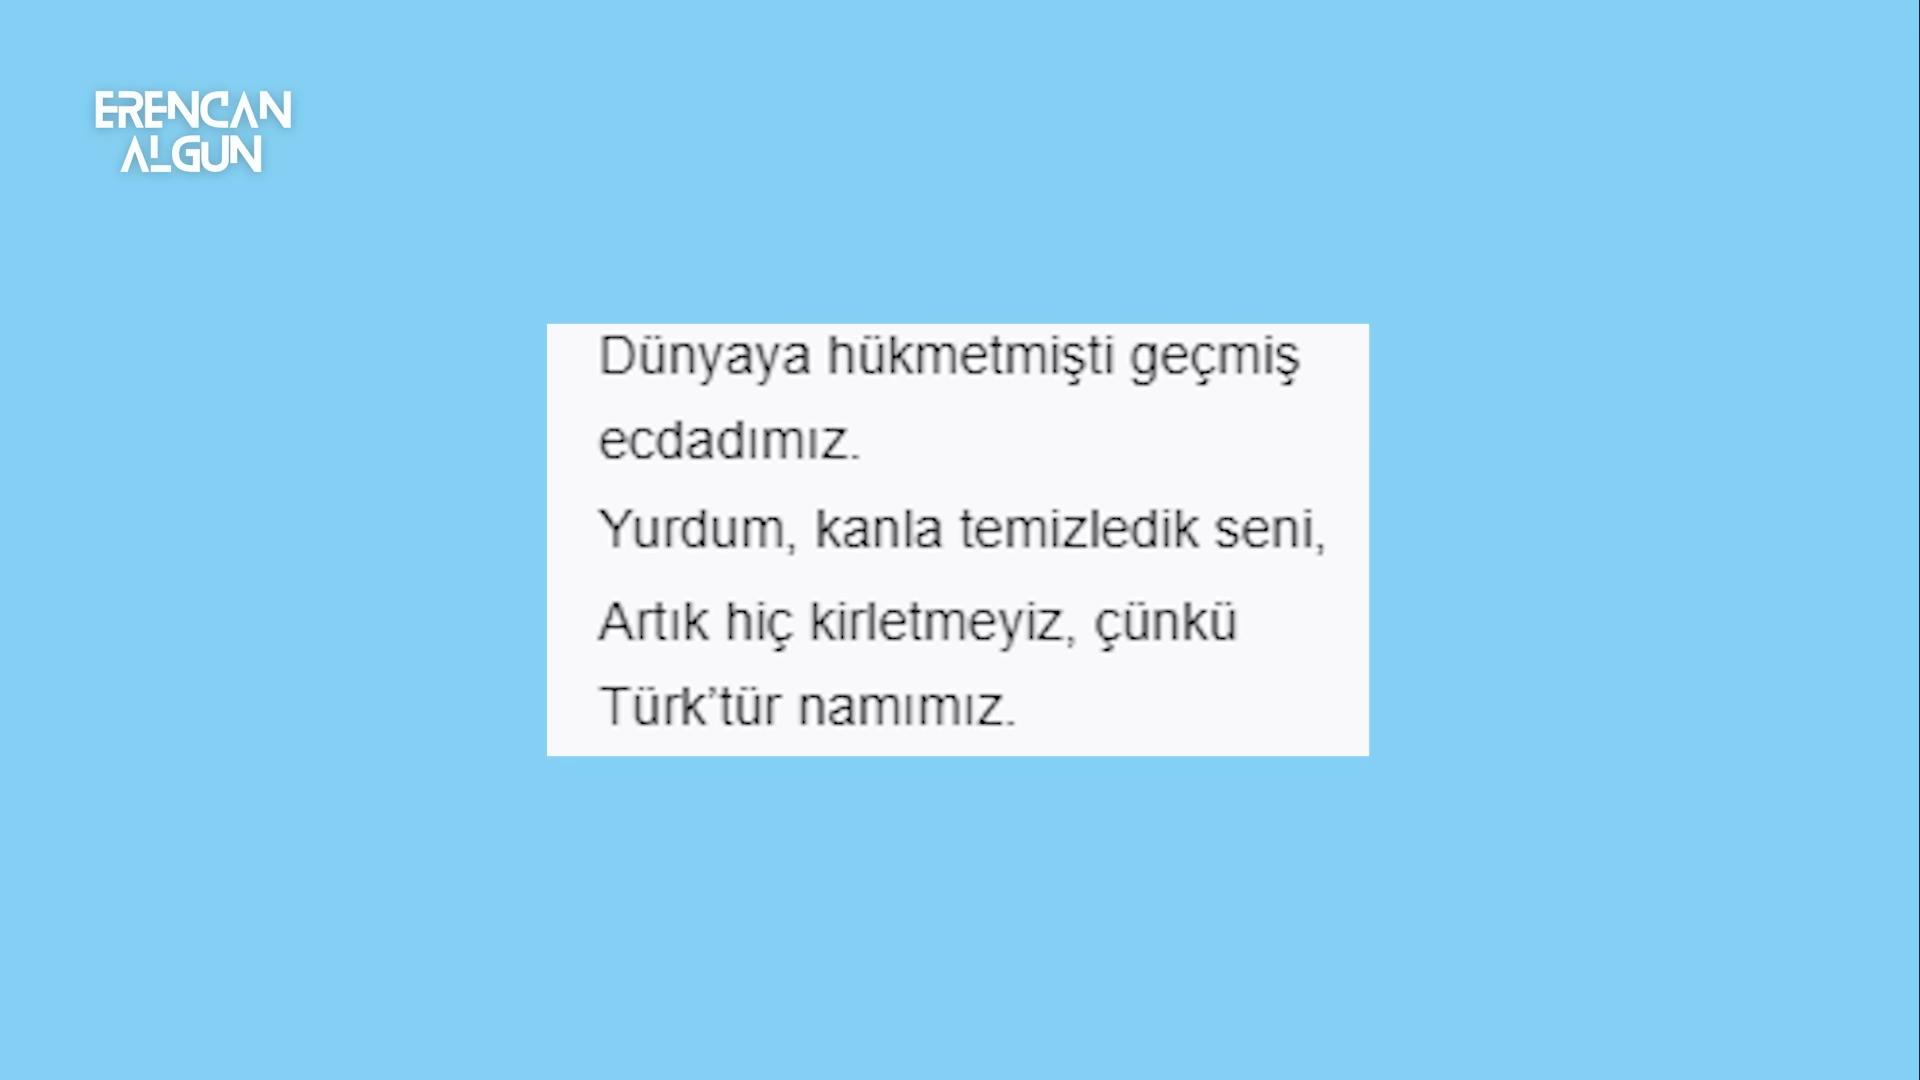 ERENCAN
ALGUN
Dünyaya hükmetmişti geçmiş
ecdadımız.
Yurdum, kanla temizledik seni,
Artık hiç kirletmeyiz, çünkü
Türk’tür namımız.